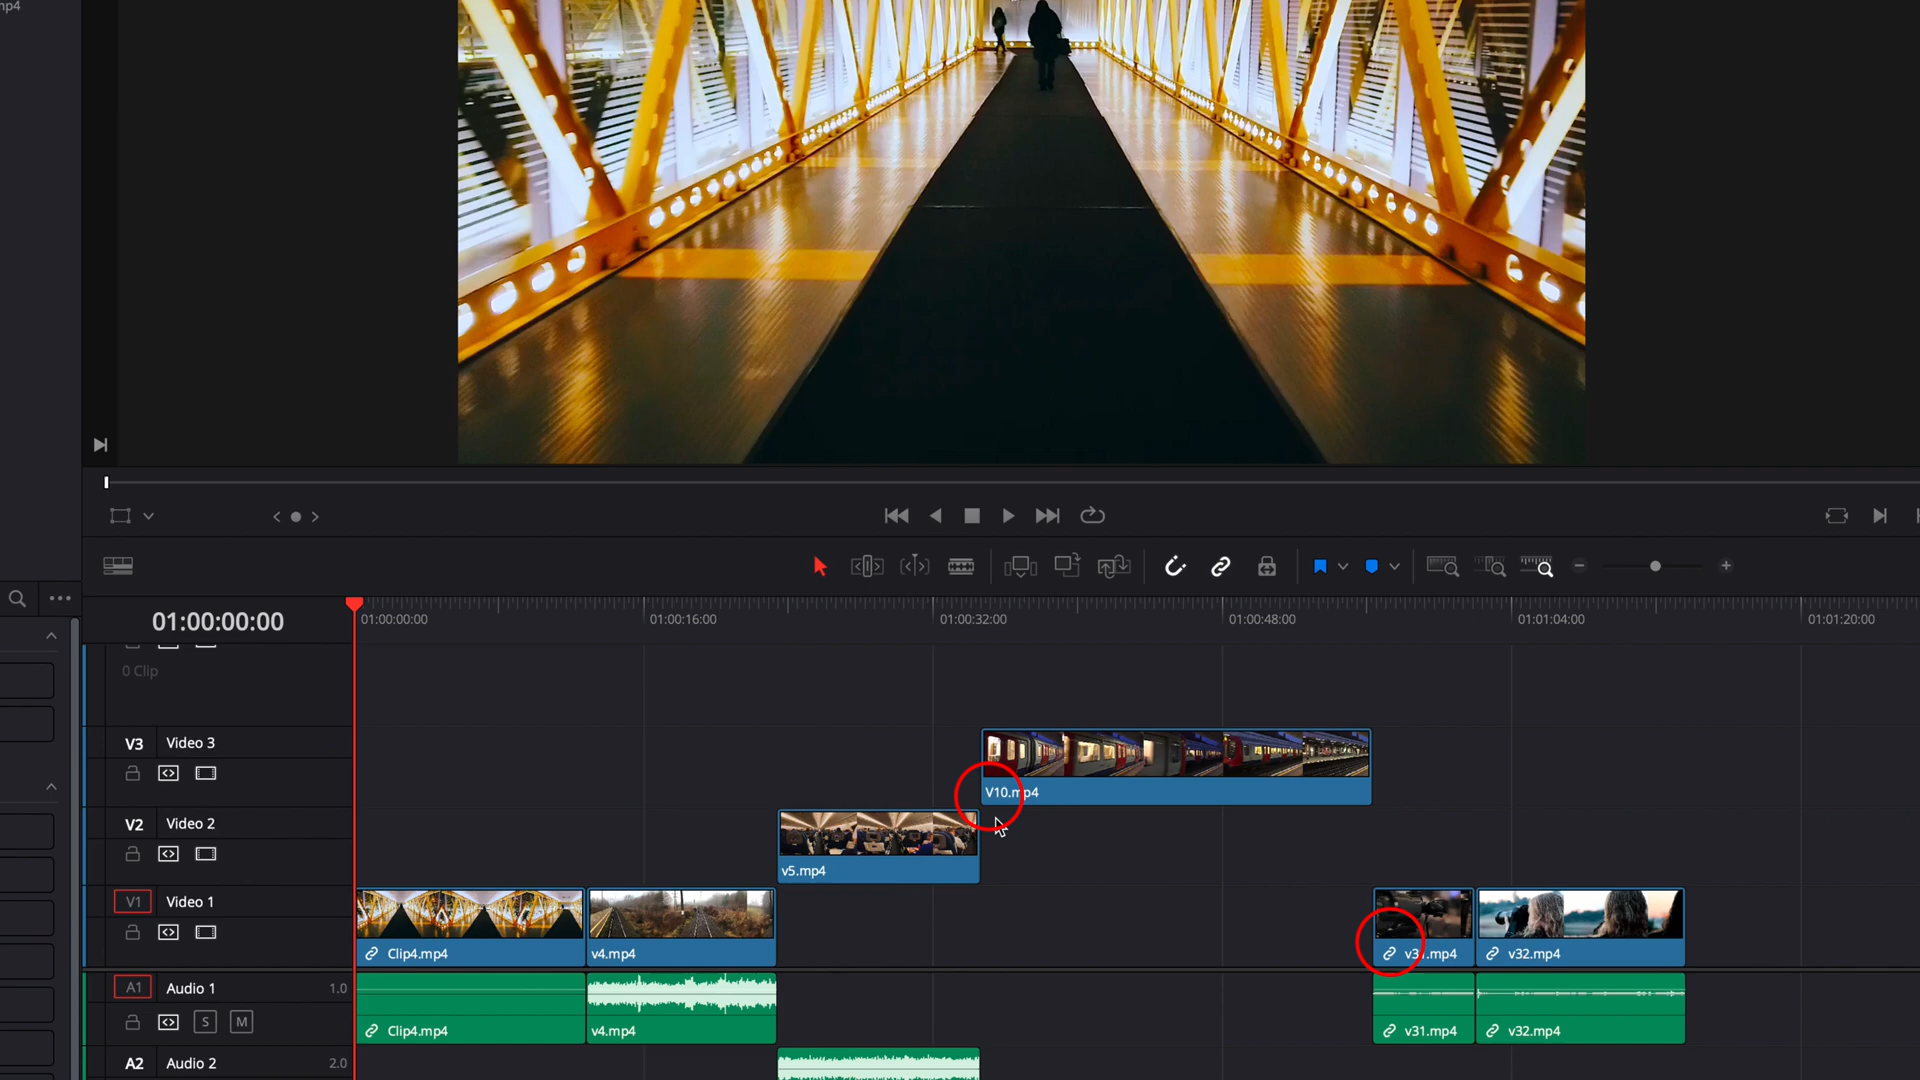 mp4
01:00:00:00
01:00:00:00
01:00:16:00
01:00:32:00
01:00:48:00
01:01:04:00
01:01:20:00
0 Clip
V3 Video 3
V10.mp4
V2 Video 2
v5.mp4
V1 Video 1
Clip4.mp4
v4.mp4
v31.mp4
v32.mp4
A1 Audio 1 1.0
S M
Clip4.mp4
v4.mp4
v31.mp4
v32.mp4
A2 Audio 2 2.0